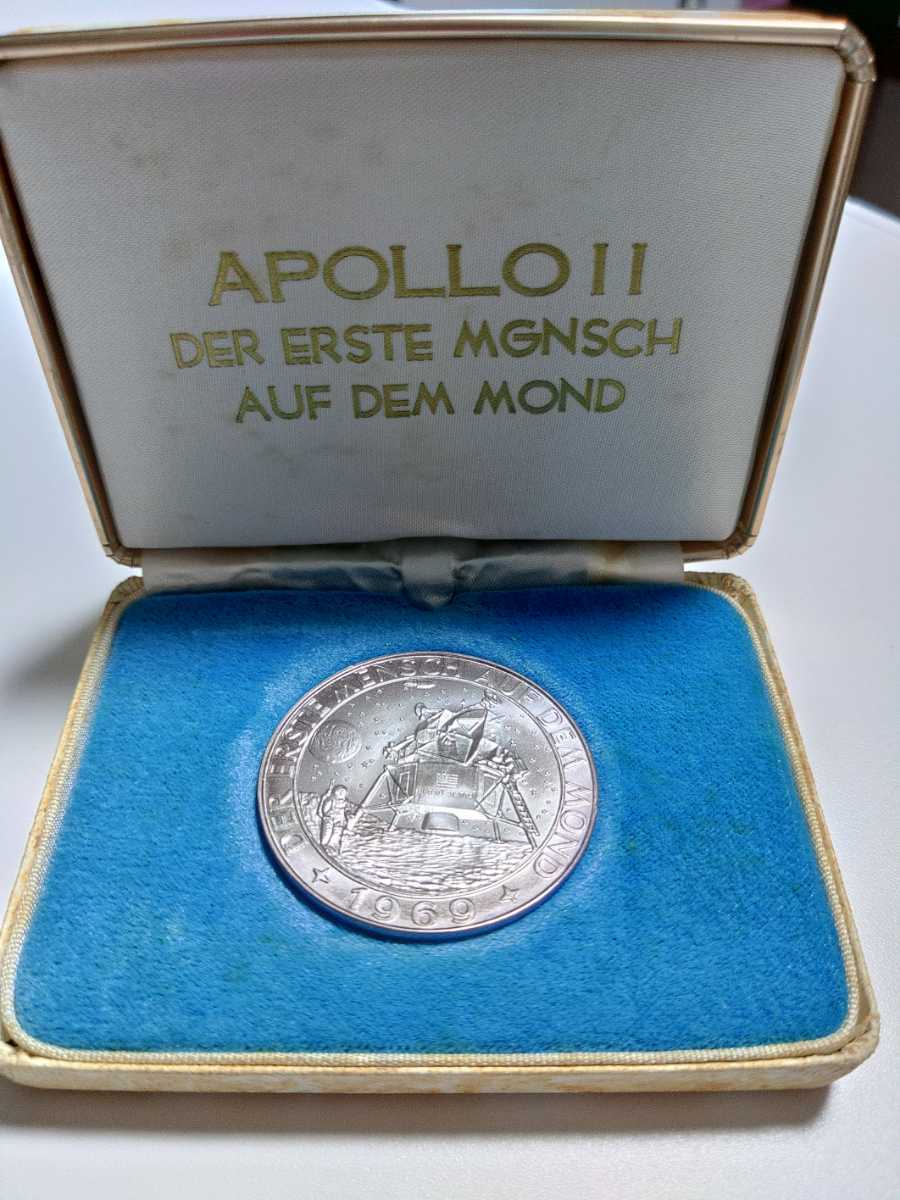 APOLLO 11
DER ERSTE MGNSCH
AUF DEM MOND
DER ERSTE MENSCH AUF DEM MOND
1969